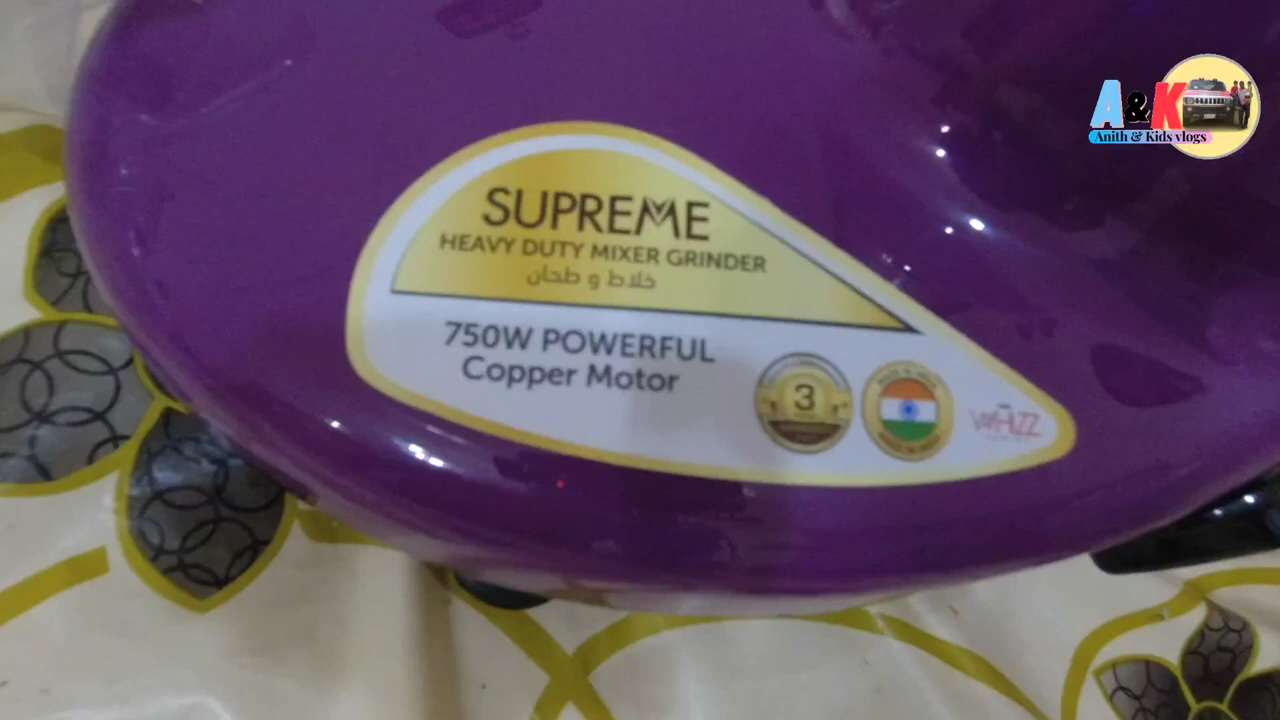 A&K
Anith & Kids vlogs
SUPREME
HEAVY DUTY MIXER GRINDER
خلاط و طحان
750W POWERFUL
Copper Motor
3